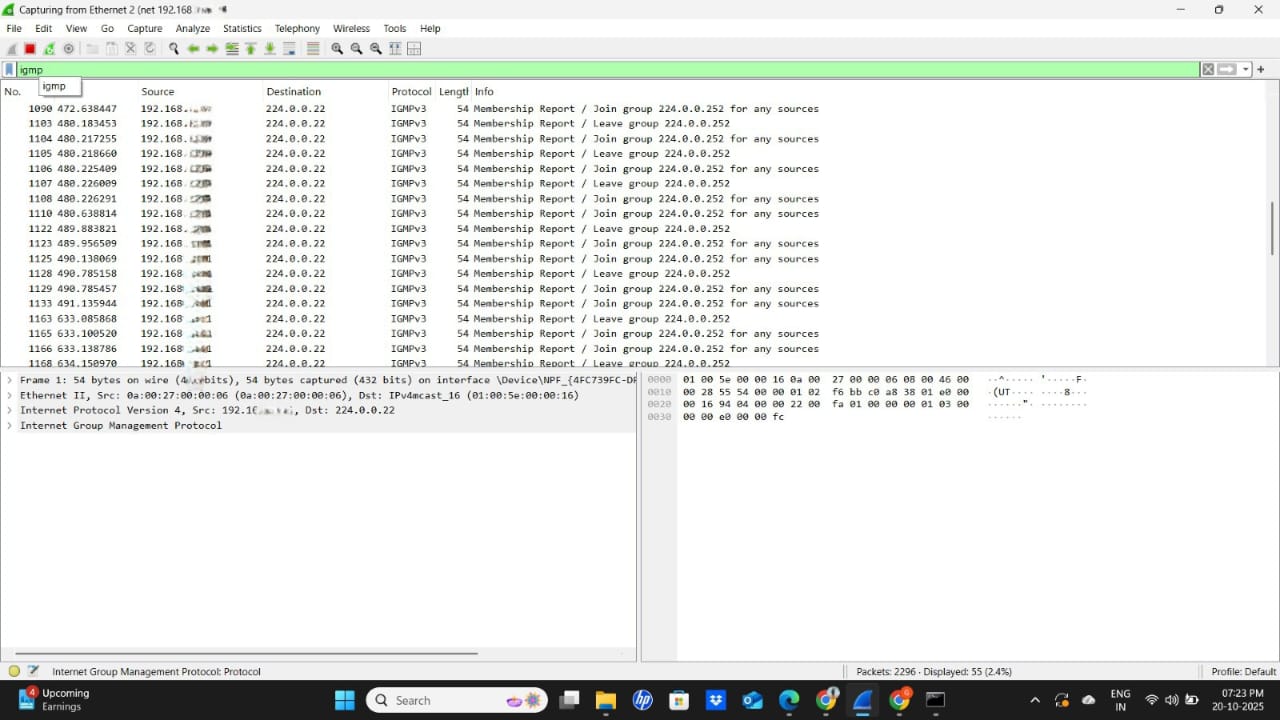 Capturing from Ethernet 2 (net 192.168
File Edit View Go Capture Analyze Statistics Telephony Wireless Tools Help
igmp
igmp
No. Source Destination Protocol Length Info
1090 472.638447 192.168. 224.0.0.22 IGMPv3 54 Membership Report / Join group 224.0.0.252 for any sources
1103 480.183453 192.168. 224.0.0.22 IGMPv3 54 Membership Report / Leave group 224.0.0.252
1104 480.217255 192.168. 224.0.0.22 IGMPv3 54 Membership Report / Join group 224.0.0.252 for any sources
1105 480.218660 192.168. 224.0.0.22 IGMPv3 54 Membership Report / Leave group 224.0.0.252
1106 480.225409 192.168. 224.0.0.22 IGMPv3 54 Membership Report / Join group 224.0.0.252 for any sources
1107 480.226009 192.168. 224.0.0.22 IGMPv3 54 Membership Report / Leave group 224.0.0.252
1108 480.226291 192.168. 224.0.0.22 IGMPv3 54 Membership Report / Join group 224.0.0.252 for any sources
1110 480.638814 192.168. 224.0.0.22 IGMPv3 54 Membership Report / Join group 224.0.0.252 for any sources
1122 489.883821 192.168. 224.0.0.22 IGMPv3 54 Membership Report / Leave group 224.0.0.252
1123 489.956509 192.168. 224.0.0.22 IGMPv3 54 Membership Report / Join group 224.0.0.252 for any sources
1125 490.138069 192.168 224.0.0.22 IGMPv3 54 Membership Report / Join group 224.0.0.252 for any sources
1128 490.785158 192.168 224.0.0.22 IGMPv3 54 Membership Report / Leave group 224.0.0.252
1129 490.785457 192.168 224.0.0.22 IGMPv3 54 Membership Report / Join group 224.0.0.252 for any sources
1133 491.135944 192.168 224.0.0.22 IGMPv3 54 Membership Report / Join group 224.0.0.252 for any sources
1163 633.085868 192.168 224.0.0.22 IGMPv3 54 Membership Report / Leave group 224.0.0.252
1165 633.100520 192.168 224.0.0.22 IGMPv3 54 Membership Report / Join group 224.0.0.252 for any sources
1166 633.138786 192.168 224.0.0.22 IGMPv3 54 Membership Report / Join group 224.0.0.252 for any sources
1168 634.150970 192.168 224.0.0.22 IGMPv3 54 Membership Report / Leave group 224.0.0.252
Frame 1: 54 bytes on wire ( bits), 54 bytes captured (432 bits) on interface \Device\NPF_{4FC739FC-D
Ethernet II, Src: 0a:00:27:00:00:06 (0a:00:27:00:00:06), Dst: IPv4mcast_16 (01:00:5e:00:00:16)
Internet Protocol Version 4, Src: 192.1 , Dst: 224.0.0.22
Internet Group Management Protocol
0000 01 00 5e 00 00 16 0a 00 27 00 00 06 08 00 46 00 ··^····· '·····F·
0010 00 28 55 54 00 00 01 02 f6 bb c0 a8 38 01 e0 00 ·(UT···· ····8···
0020 00 16 94 04 00 00 22 00 fa 01 00 00 00 01 03 00 ······"· ········
0030 00 00 e0 00 00 fc ······
Internet Group Management Protocol: Protocol
Packets: 2296 · Displayed: 55 (2.4%)
Profile: Default
4
Upcoming
Earnings
Search
hp
ENG
IN
07:23 PM
20-10-2025